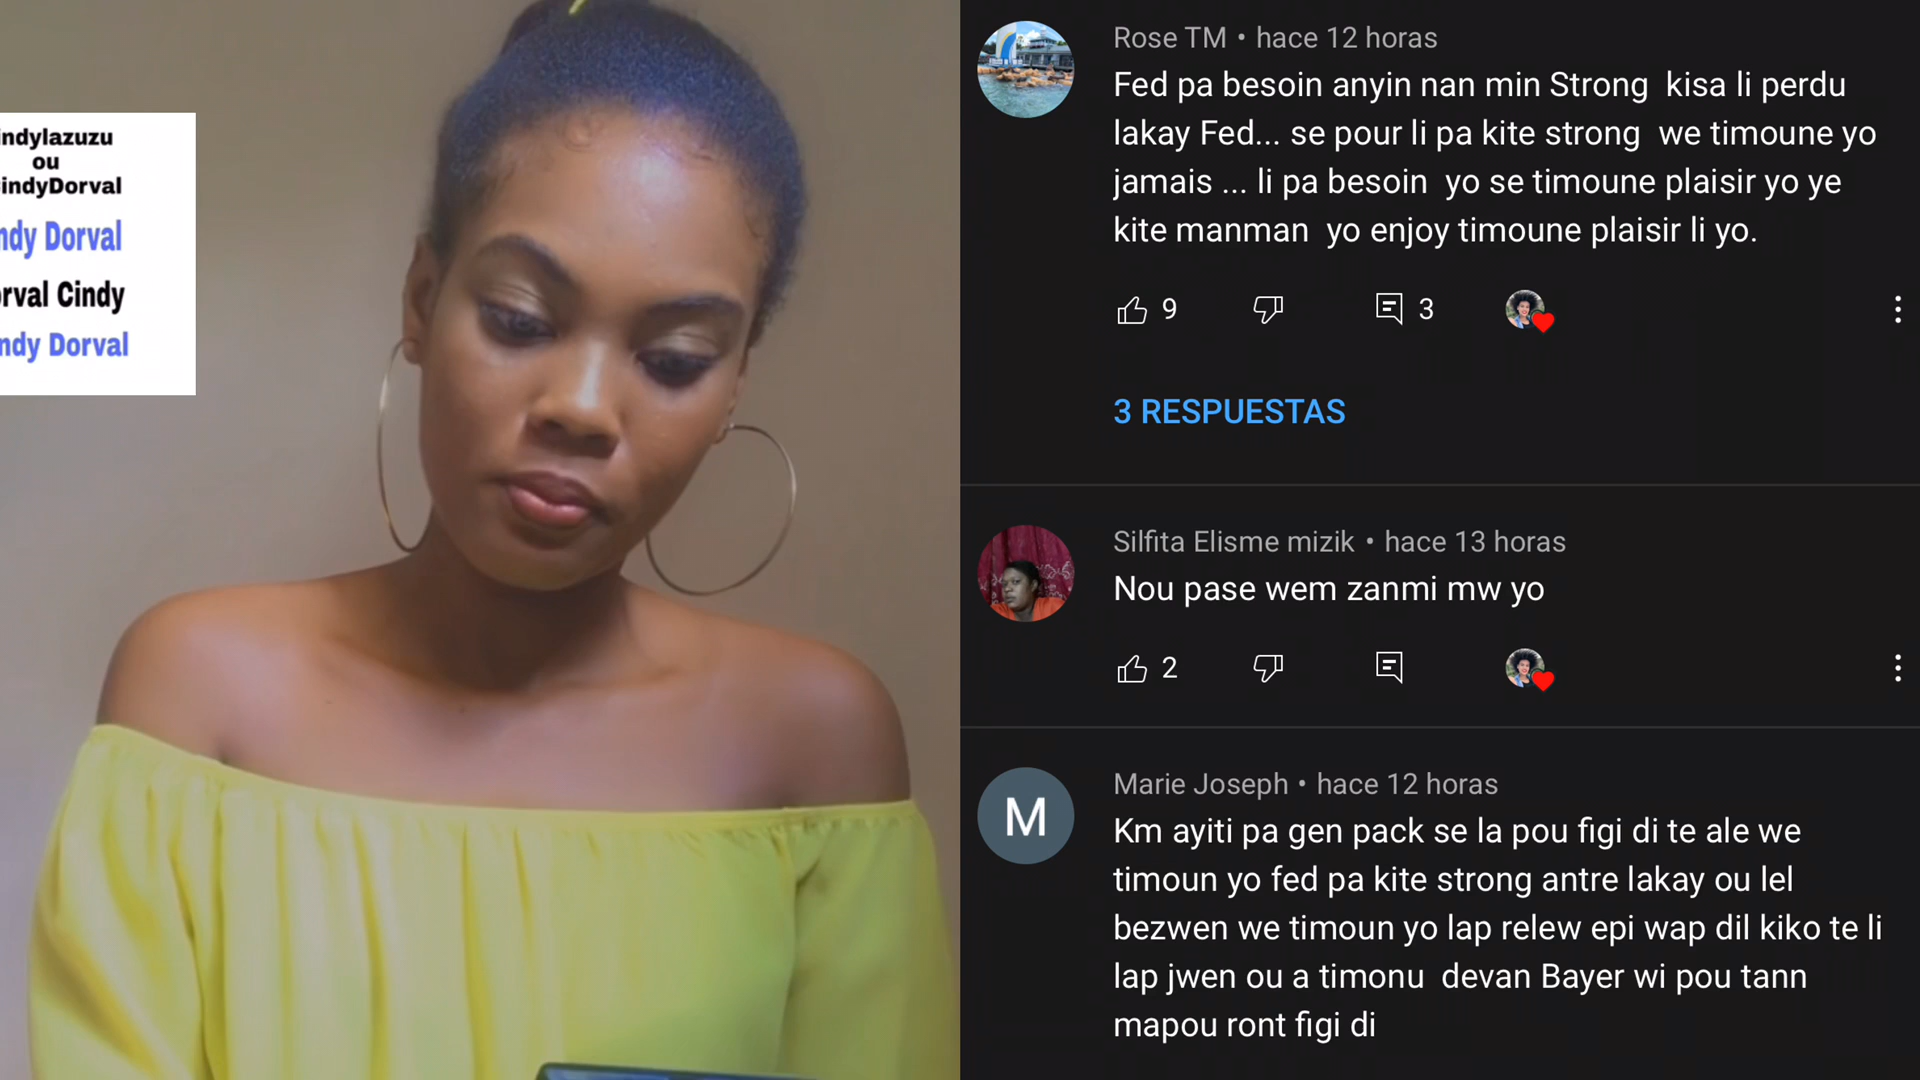 indylazuzu
ou
indyDorval
ndy Dorval
rval Cindy
ndy Dorval
Rose TM • hace 12 horas
Fed pa besoin anyin nan min Strong kisa li perdu
lakay Fed... se pour li pa kite strong we timoune yo
jamais ... li pa besoin yo se timoune plaisir yo ye
kite manman yo enjoy timoune plaisir li yo.
9
3
3 RESPUESTAS
Silfita Elisme mizik • hace 13 horas
Nou pase wem zanmi mw yo
2
M
Marie Joseph • hace 12 horas
Km ayiti pa gen pack se la pou figi di te ale we
timoun yo fed pa kite strong antre lakay ou lel
bezwen we timoun yo lap relew epi wap dil kiko te li
lap jwen ou a timonu devan Bayer wi pou tann
mapou ront figi di